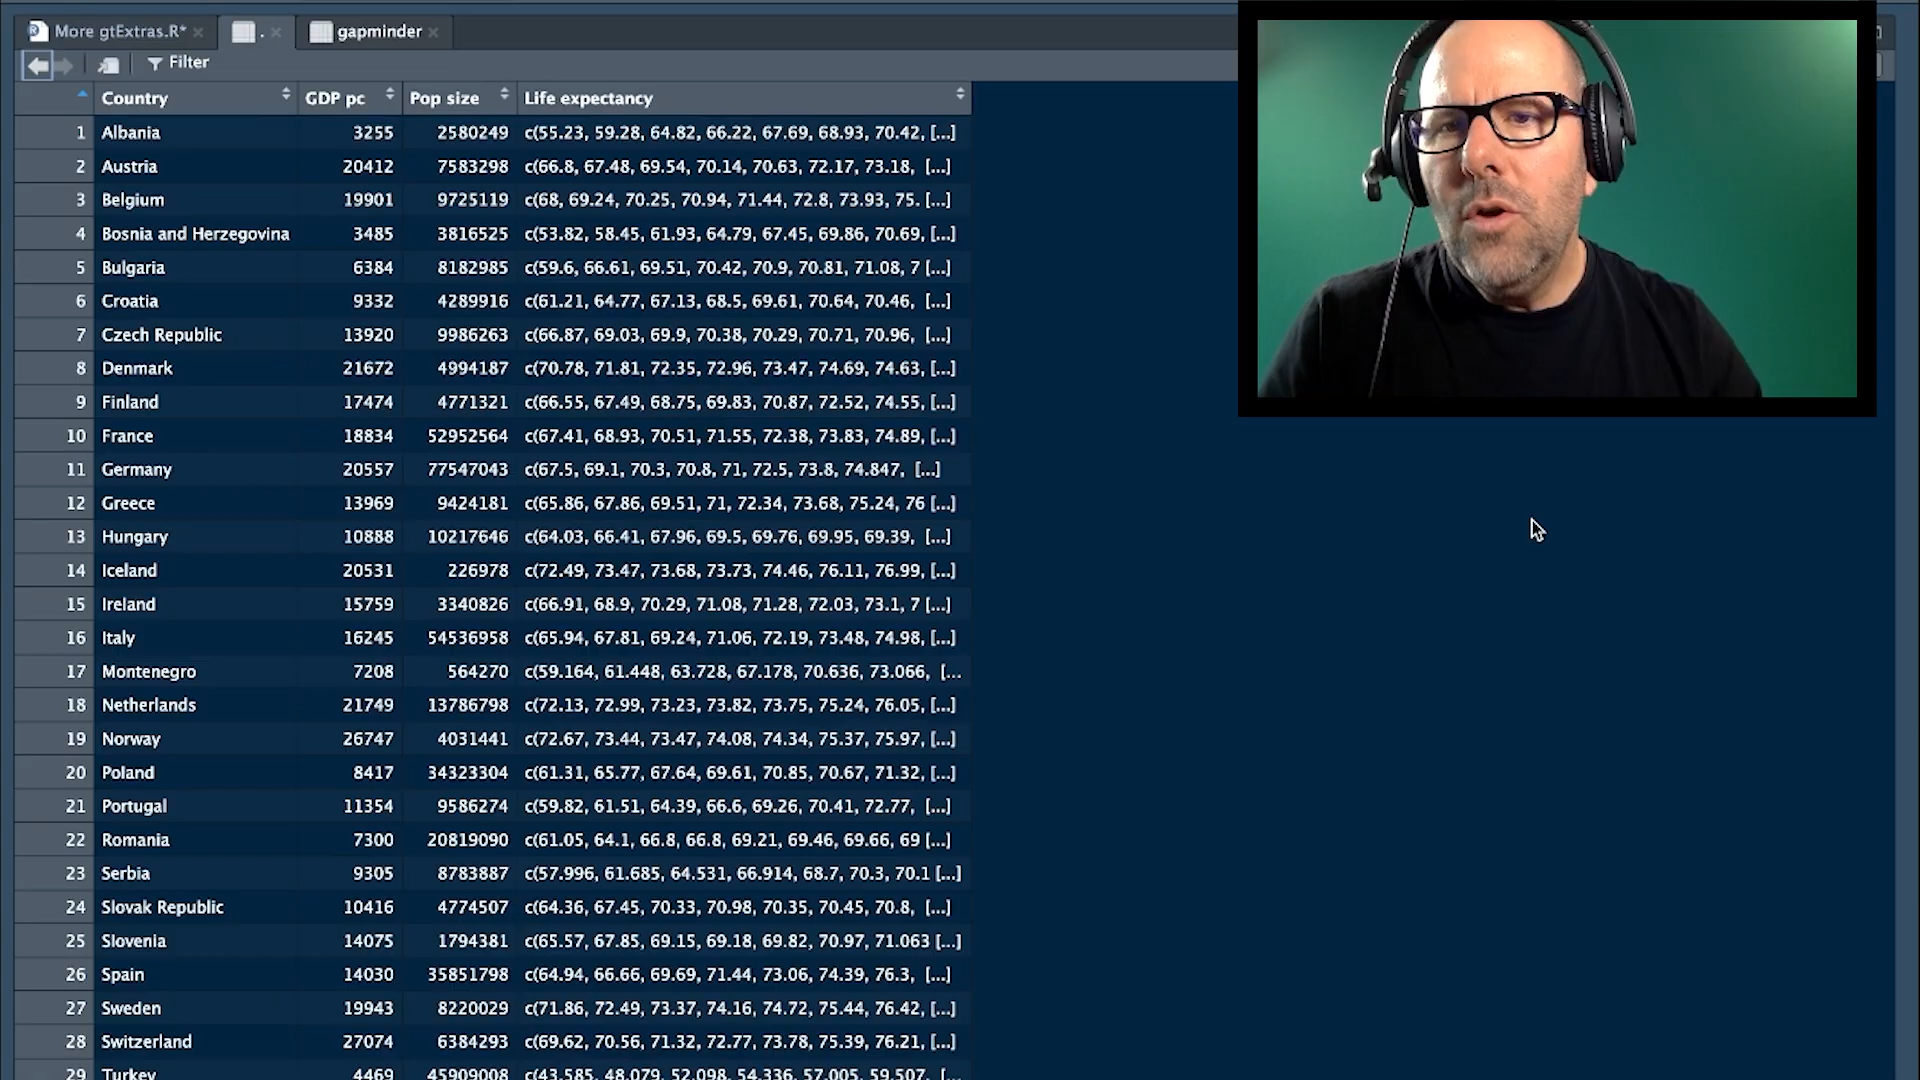 More gtExtras.R* × . × gapminder ×
Filter
Country GDP pc Pop size Life expectancy
1 Albania 3255 2580249 c(55.23, 59.28, 64.82, 66.22, 67.69, 68.93, 70.42, [...]
2 Austria 20412 7583298 c(66.8, 67.48, 69.54, 70.14, 70.63, 72.17, 73.18, [...]
3 Belgium 19901 9725119 c(68, 69.24, 70.25, 70.94, 71.44, 72.8, 73.93, 75. [...]
4 Bosnia and Herzegovina 3485 3816525 c(53.82, 58.45, 61.93, 64.79, 67.45, 69.86, 70.69, [...]
5 Bulgaria 6384 8182985 c(59.6, 66.61, 69.51, 70.42, 70.9, 70.81, 71.08, 7 [...]
6 Croatia 9332 4289916 c(61.21, 64.77, 67.13, 68.5, 69.61, 70.64, 70.46, [...]
7 Czech Republic 13920 9986263 c(66.87, 69.03, 69.9, 70.38, 70.29, 70.71, 70.96, [...]
8 Denmark 21672 4994187 c(70.78, 71.81, 72.35, 72.96, 73.47, 74.69, 74.63, [...]
9 Finland 17474 4771321 c(66.55, 67.49, 68.75, 69.83, 70.87, 72.52, 74.55, [...]
10 France 18834 52952564 c(67.41, 68.93, 70.51, 71.55, 72.38, 73.83, 74.89, [...]
11 Germany 20557 77547043 c(67.5, 69.1, 70.3, 70.8, 71, 72.5, 73.8, 74.847, [...]
12 Greece 13969 9424181 c(65.86, 67.86, 69.51, 71, 72.34, 73.68, 75.24, 76 [...]
13 Hungary 10888 10217646 c(64.03, 66.41, 67.96, 69.5, 69.76, 69.95, 69.39, [...]
14 Iceland 20531 226978 c(72.49, 73.47, 73.68, 73.73, 74.46, 76.11, 76.99, [...]
15 Ireland 15759 3340826 c(66.91, 68.9, 70.29, 71.08, 71.28, 72.03, 73.1, 7 [...]
16 Italy 16245 54536958 c(65.94, 67.81, 69.24, 71.06, 72.19, 73.48, 74.98, [...]
17 Montenegro 7208 564270 c(59.164, 61.448, 63.728, 67.178, 70.636, 73.066, [...
18 Netherlands 21749 13786798 c(72.13, 72.99, 73.23, 73.82, 73.75, 75.24, 76.05, [...]
19 Norway 26747 4031441 c(72.67, 73.44, 73.47, 74.08, 74.34, 75.37, 75.97, [...]
20 Poland 8417 34323304 c(61.31, 65.77, 67.64, 69.61, 70.85, 70.67, 71.32, [...]
21 Portugal 11354 9586274 c(59.82, 61.51, 64.39, 66.6, 69.26, 70.41, 72.77, [...]
22 Romania 7300 20819090 c(61.05, 64.1, 66.8, 66.8, 69.21, 69.46, 69.66, 69 [...]
23 Serbia 9305 8783887 c(57.996, 61.685, 64.531, 66.914, 68.7, 70.3, 70.1 [...]
24 Slovak Republic 10416 4774507 c(64.36, 67.45, 70.33, 70.98, 70.35, 70.45, 70.8, [...]
25 Slovenia 14075 1794381 c(65.57, 67.85, 69.15, 69.18, 69.82, 70.97, 71.063 [...]
26 Spain 14030 35851798 c(64.94, 66.66, 69.69, 71.44, 73.06, 74.39, 76.3, [...]
27 Sweden 19943 8220029 c(71.86, 72.49, 73.37, 74.16, 74.72, 75.44, 76.42, [...]
28 Switzerland 27074 6384293 c(69.62, 70.56, 71.32, 72.77, 73.78, 75.39, 76.21, [...]
29 Turkey 4469 45909008 c(43.585, 48.079, 52.098, 54.336, 57.005, 59.507, [...